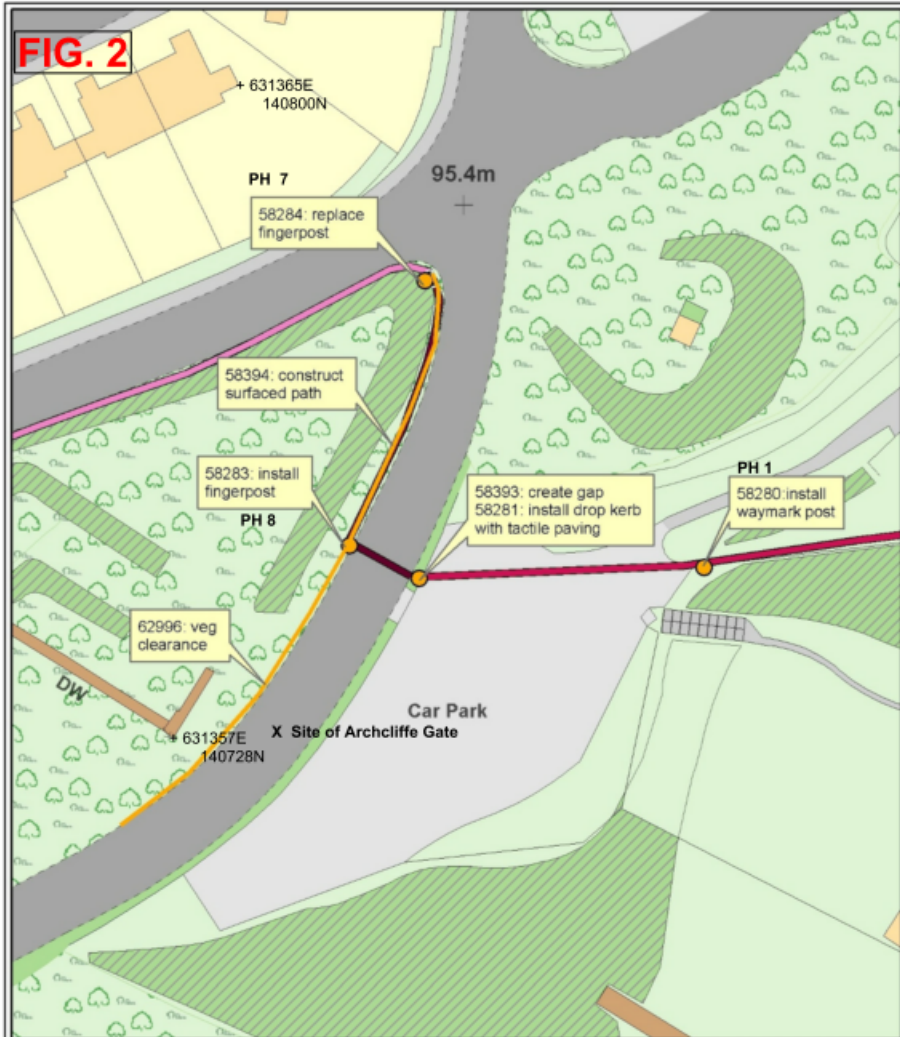 FIG. 2
+ 631365E
140800N
95.4m
PH 7
58284: replace
fingerpost
58394: construct
surfaced path
58283: install
fingerpost
PH 8
58393: create gap
58281: install drop kerb
with tactile paving
PH 1
58280:install
waymark post
62996: veg
clearance
DW
Car Park
X Site of Archcliffe Gate
+ 631357E
140728N